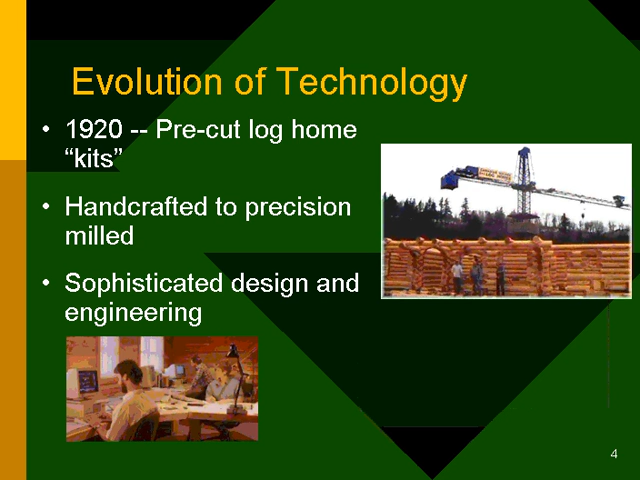 Evolution of Technology
• 1920 -- Pre-cut log home
“kits”
• Handcrafted to precision
milled
• Sophisticated design and
engineering
4